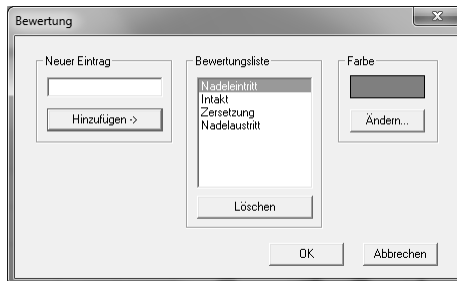 Bewertung
Neuer Eintrag
Hinzufügen ->
Bewertungsliste
Nadeleintritt
Intakt
Zersetzung
Nadelaustritt
Löschen
Farbe
Ändern...
OK
Abbrechen